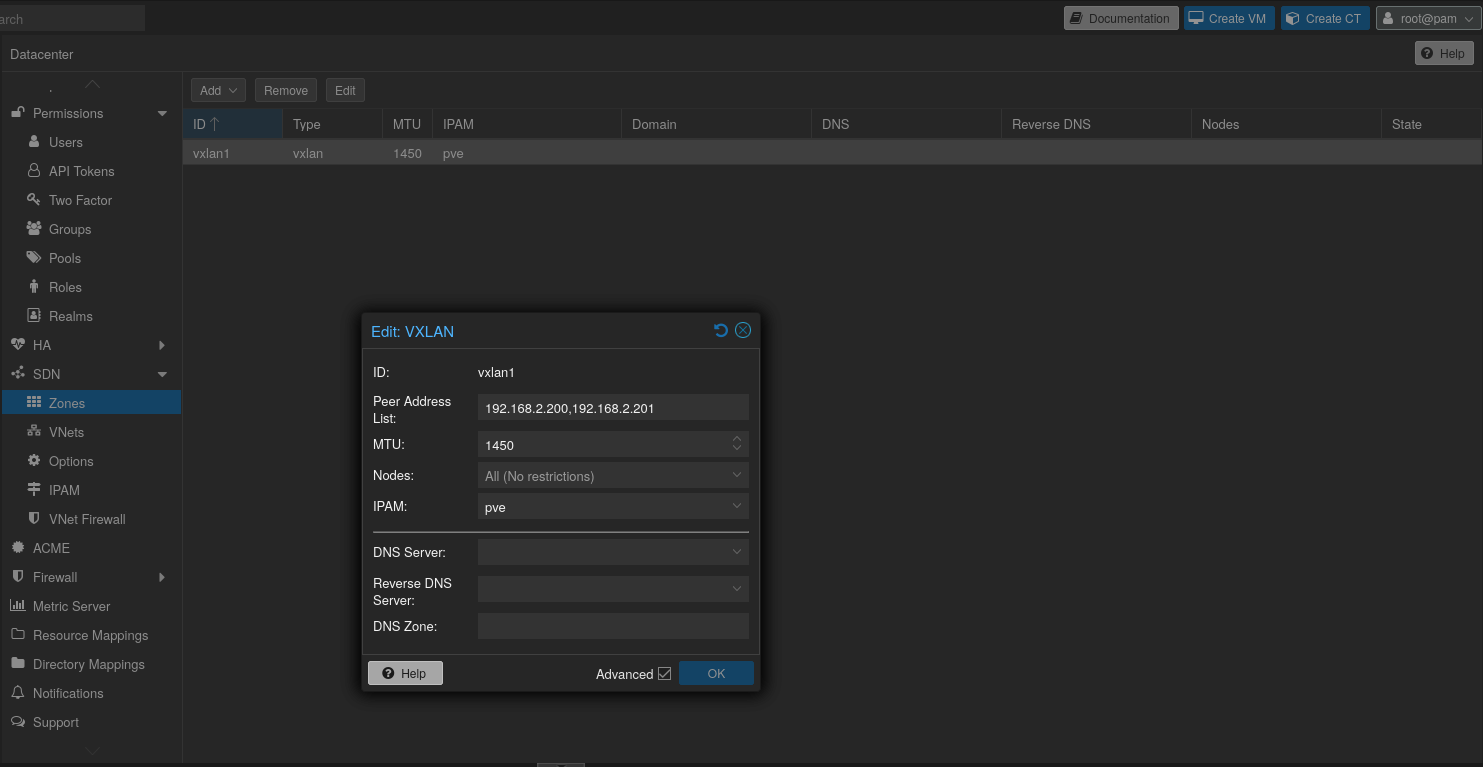 arch
Documentation
Create VM
Create CT
root@pam
Datacenter
Help
Permissions
Users
API Tokens
Two Factor
Groups
Pools
Roles
Realms
HA
SDN
Zones
VNets
Options
IPAM
VNet Firewall
ACME
Firewall
Metric Server
Resource Mappings
Directory Mappings
Notifications
Support
Add
Remove
Edit
ID
Type
MTU
IPAM
Domain
DNS
Reverse DNS
Nodes
State
vxlan1
vxlan
1450
pve
Edit: VXLAN
ID:
vxlan1
Peer Address
List:
192.168.2.200,192.168.2.201
MTU:
1450
Nodes:
All (No restrictions)
IPAM:
pve
DNS Server:
Reverse DNS
Server:
DNS Zone:
Help
Advanced
OK